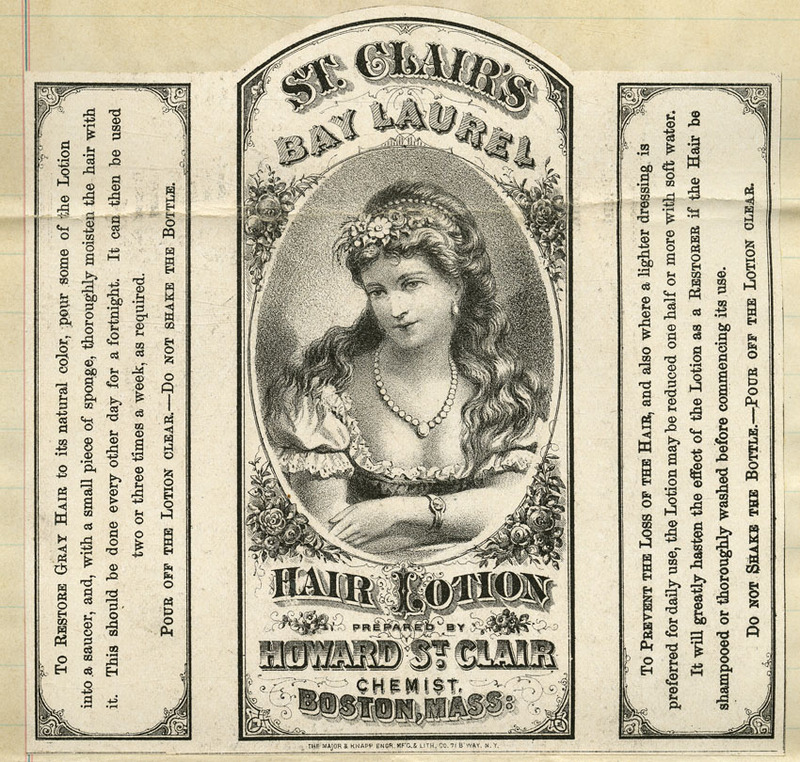 To Restore Gray Hair to its natural color, pour some of the Lotion
into a saucer, and, with a small piece of sponge, thoroughly moisten the hair with
it. This should be done every other day for a fortnight. It can then be used
two or three times a week, as required.
Pour off the Lotion clear.—Do not shake the Bottle.
ST. CLAIR'S
BAY LAUREL
HAIR LOTION
PREPARED BY
HOWARD ST. CLAIR
CHEMIST.
BOSTON, MASS:
THE MAJOR & KNAPP ENGR. MF'G. & LITH. CO. 71 B'WAY. N.Y.
To Prevent the Loss of the Hair, and also where a lighter dressing is
preferred for daily use, the Lotion may be reduced one half or more with soft water.
It will greatly hasten the effect of the Lotion as a Restorer if the Hair be
shampooed or thoroughly washed before commencing its use.
Do not Shake the Bottle.—Pour off the Lotion clear.